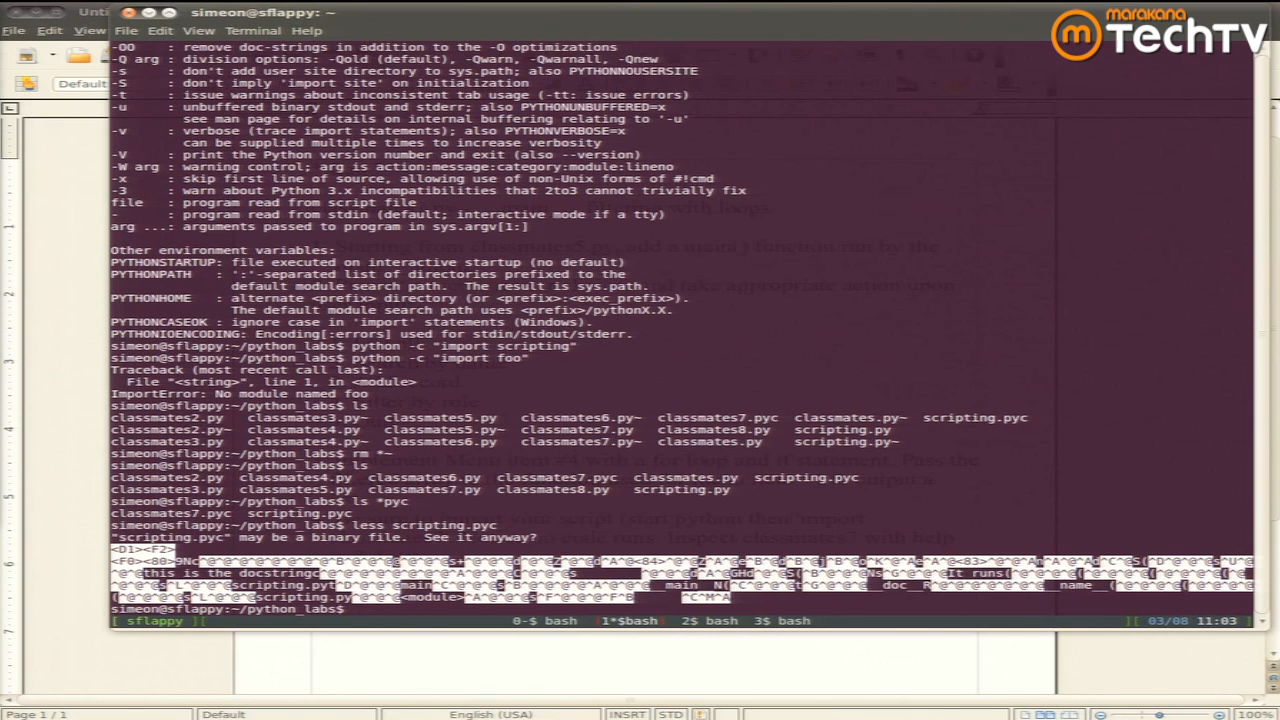 simeon@sflappy: ~
marakana
TechTV
File Edit View
File Edit View Terminal Help
-OO : remove doc-strings in addition to the -O optimizations
-Q arg : division options: -Qold (default), -Qwarn, -Qwarnall, -Qnew
-s : don't add user site directory to sys.path; also PYTHONNOUSERSITE
-S : don't imply 'import site' on initialization
-t : issue warnings about inconsistent tab usage (-tt: issue errors)
-u : unbuffered binary stdout and stderr; also PYTHONUNBUFFERED=x
see man page for details on internal buffering relating to '-u'
-v : verbose (trace import statements); also PYTHONVERBOSE=x
can be supplied multiple times to increase verbosity
-V : print the Python version number and exit (also --version)
-W arg : warning control; arg is action:message:category:module:lineno
-x : skip first line of source, allowing use of non-Unix forms of #!cmd
-3 : warn about Python 3.x incompatibilities that 2to3 cannot trivially fix
file : program read from script file
- : program read from stdin (default; interactive mode if a tty)
arg ...: arguments passed to program in sys.argv[1:]
Other environment variables:
PYTHONSTARTUP: file executed on interactive startup (no default)
PYTHONPATH : ':'-separated list of directories prefixed to the
default module search path. The result is sys.path.
PYTHONHOME : alternate <prefix> directory (or <prefix>:<exec_prefix>).
The default module search path uses <prefix>/pythonX.X.
PYTHONCASEOK : ignore case in 'import' statements (Windows).
PYTHONIOENCODING: Encoding[:errors] used for stdin/stdout/stderr.
simeon@sflappy:~/python_labs$ python -c "import scripting"
simeon@sflappy:~/python_labs$ python -c "import foo"
Traceback (most recent call last):
File "<string>", line 1, in <module>
ImportError: No module named foo
simeon@sflappy:~/python_labs$ ls
classmates2.py classmates3.py~ classmates5.py classmates6.py~ classmates7.pyc classmates.py~ scripting.pyc
classmates2.py~ classmates4.py classmates5.py~ classmates7.py classmates8.py scripting.py
classmates3.py classmates4.py~ classmates6.py classmates7.py~ classmates.py scripting.py~
simeon@sflappy:~/python_labs$ rm *~
simeon@sflappy:~/python_labs$ ls
classmates2.py classmates4.py classmates6.py classmates7.pyc classmates.py scripting.pyc
classmates3.py classmates5.py classmates7.py classmates8.py scripting.py
simeon@sflappy:~/python_labs$ ls *pyc
classmates7.pyc scripting.pyc
simeon@sflappy:~/python_labs$ less scripting.pyc
"scripting.pyc" may be a binary file. See it anyway?
<D1><F2>
<F0><80>9Nc
this is the docstringc
It runs(
scripting.pyt
main
__main__
doc
name
scripting.py
<module>
simeon@sflappy:~/python_labs$
[ sflappy ][ 0-$ bash (1*$bash) 2$ bash 3$ bash ][ 03/08 11:03 ]
Page 1 / 1 Default English (USA) INSRT STD 100%